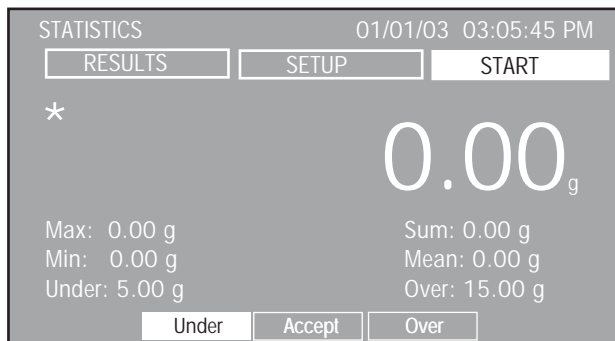 STATISTICS 01/01/03 03:05:45 PM
RESULTS SETUP START
*
0.00 g
Max: 0.00 g Sum: 0.00 g
Min: 0.00 g Mean: 0.00 g
Under: 5.00 g Over: 15.00 g
Under Accept Over